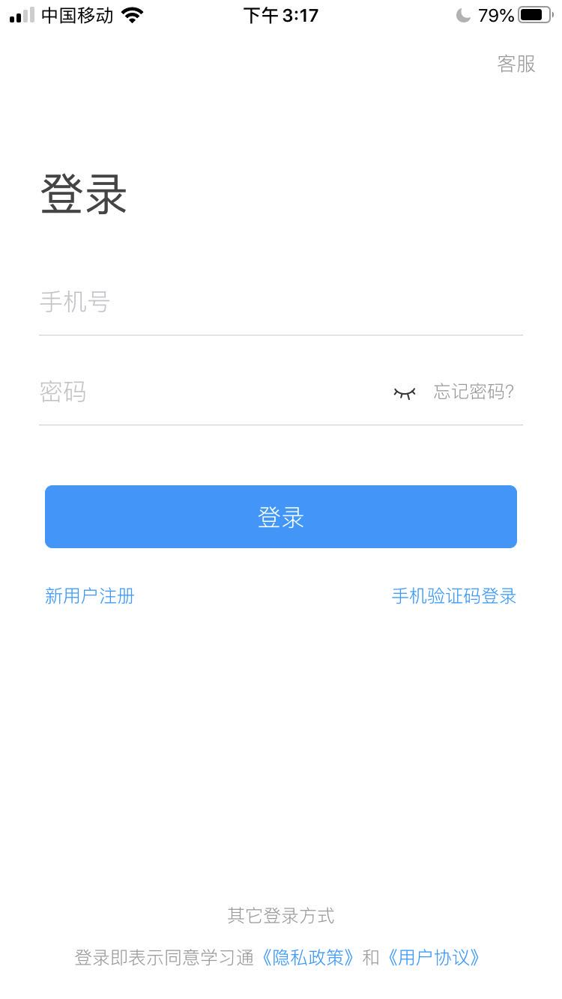 中国移动 下午3:17 79%
客服
登录
手机号
密码 忘记密码?
登录
新用户注册 手机验证码登录
其它登录方式
登录即表示同意学习通《隐私政策》和《用户协议》